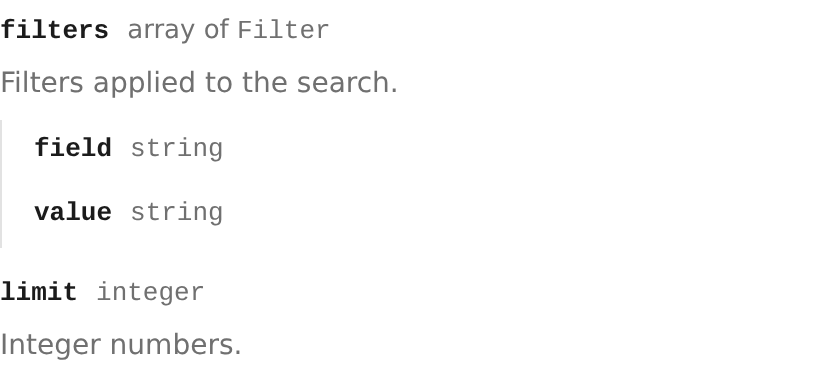 filters array of Filter
Filters applied to the search.
field string
value string
limit integer
Integer numbers.